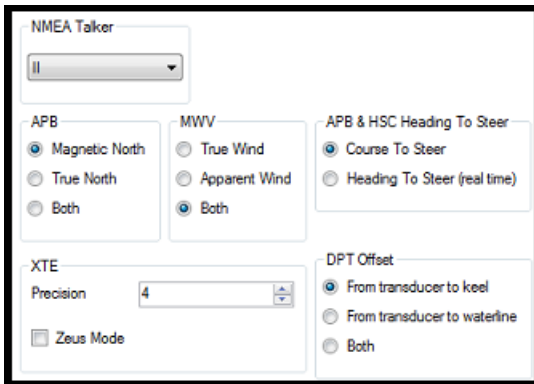 NMEA Talker
II
APB
Magnetic North
True North
Both
MWV
True Wind
Apparent Wind
Both
APB & HSC Heading To Steer
Course To Steer
Heading To Steer (real time)
XTE
Precision 4
Zeus Mode
DPT Offset
From transducer to keel
From transducer to waterline
Both